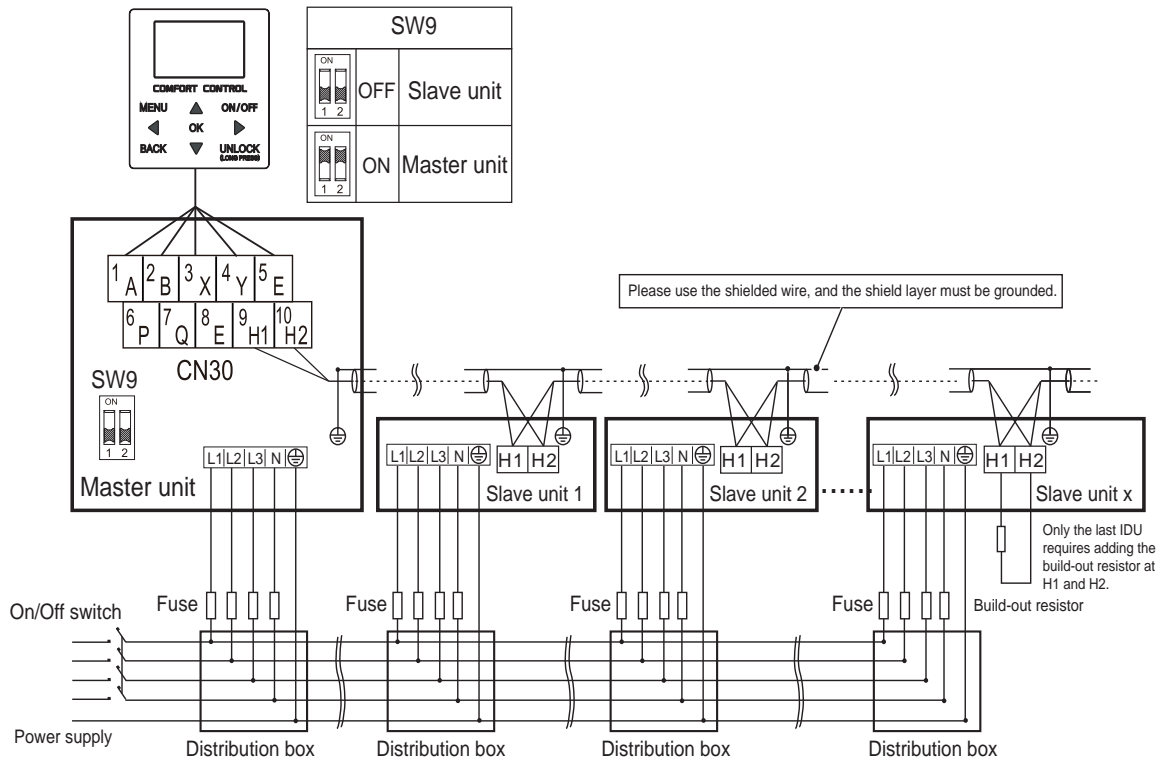 SW9
ON
1 2
OFF
Slave unit
ON
1 2
ON
Master unit
COMFORT CONTROL
MENU
ON/OFF
OK
BACK
UNLOCK
(LONG PRESS)
1 A 2 B 3 X 4 Y 5 E
6 P 7 Q 8 E 9 H1 10 H2
CN30
SW9
ON
1 2
Master unit
L1 L2 L3 N
Please use the shielded wire, and the shield layer must be grounded.
L1 L2 L3 N
H1 H2
Slave unit 1
L1 L2 L3 N
H1 H2
Slave unit 2
L1 L2 L3 N
H1 H2
Slave unit x
Only the last IDU
requires adding the
build-out resistor at
H1 and H2.
Build-out resistor
On/Off switch
Fuse
Fuse
Fuse
Fuse
Power supply
Distribution box
Distribution box
Distribution box
Distribution box